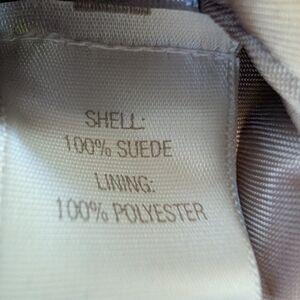 SHELL:
100% SUEDE
LINING:
100% POLYESTER